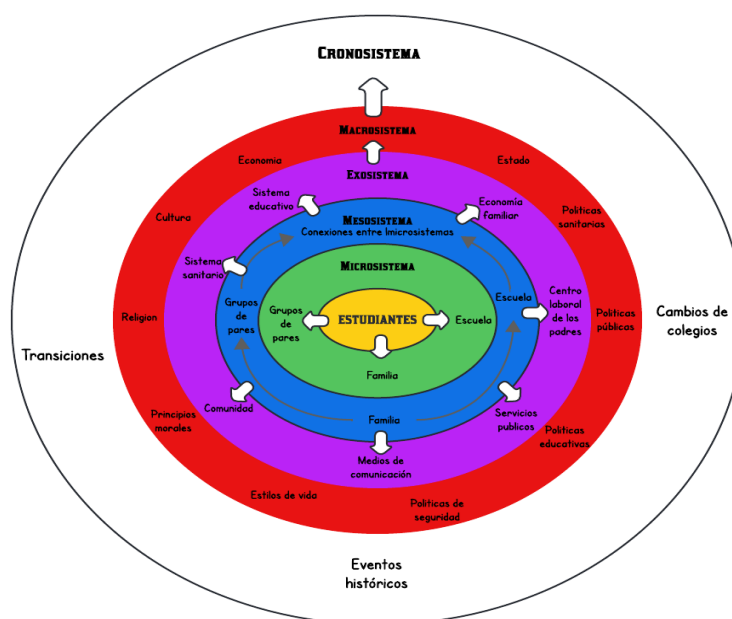 CRONOSISTEMA
MACROSISTEMA
Economia
Estado
EXOSISTEMA
Sistema
educativo
Economía
familiar
Cultura
Políticas
sanitarias
MESOSISTEMA
Conexiones entre lmicrosistemas
Sistema
sanitario
MICROSISTEMA
Grupos
de pares
Escuela
Centro
laboral
de los
padres
Religion
Grupos
de
pares
ESTUDIANTES
Escuela
Políticas
públicas
Cambios de
colegios
Transiciones
Familia
Principios
morales
Comunidad
Familia
Servicios
publicos
Políticas
educativas
Medios de
comunicación
Estilos de vida
Políticas de
seguridad
Eventos
históricos